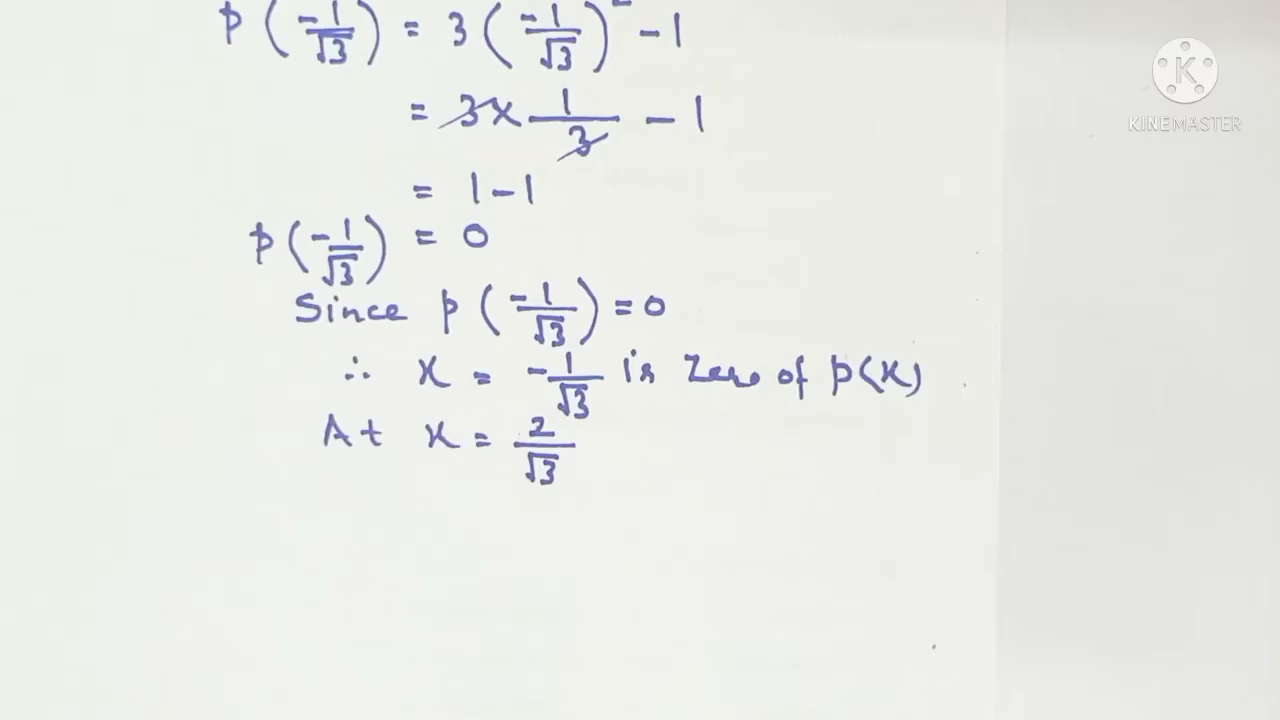 p(-1/√3) = 3(-1/√3)² - 1
= 3 x 1/3 - 1
= 1 - 1
p(-1/√3) = 0
Since p(-1/√3) = 0
∴ x = -1/√3 is zero of p(x)
At x = 2/√3
KINEMASTER